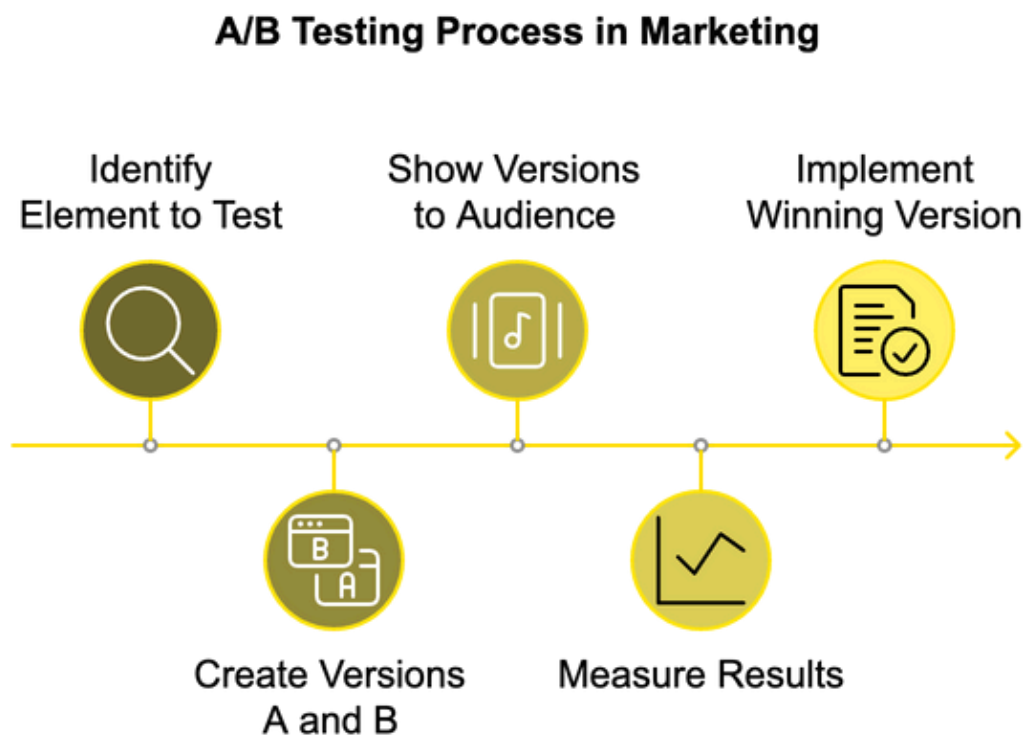 A/B Testing Process in Marketing
Identify
Element to Test
B
A
Create Versions
A and B
Show Versions
to Audience
Measure Results
Implement
Winning Version